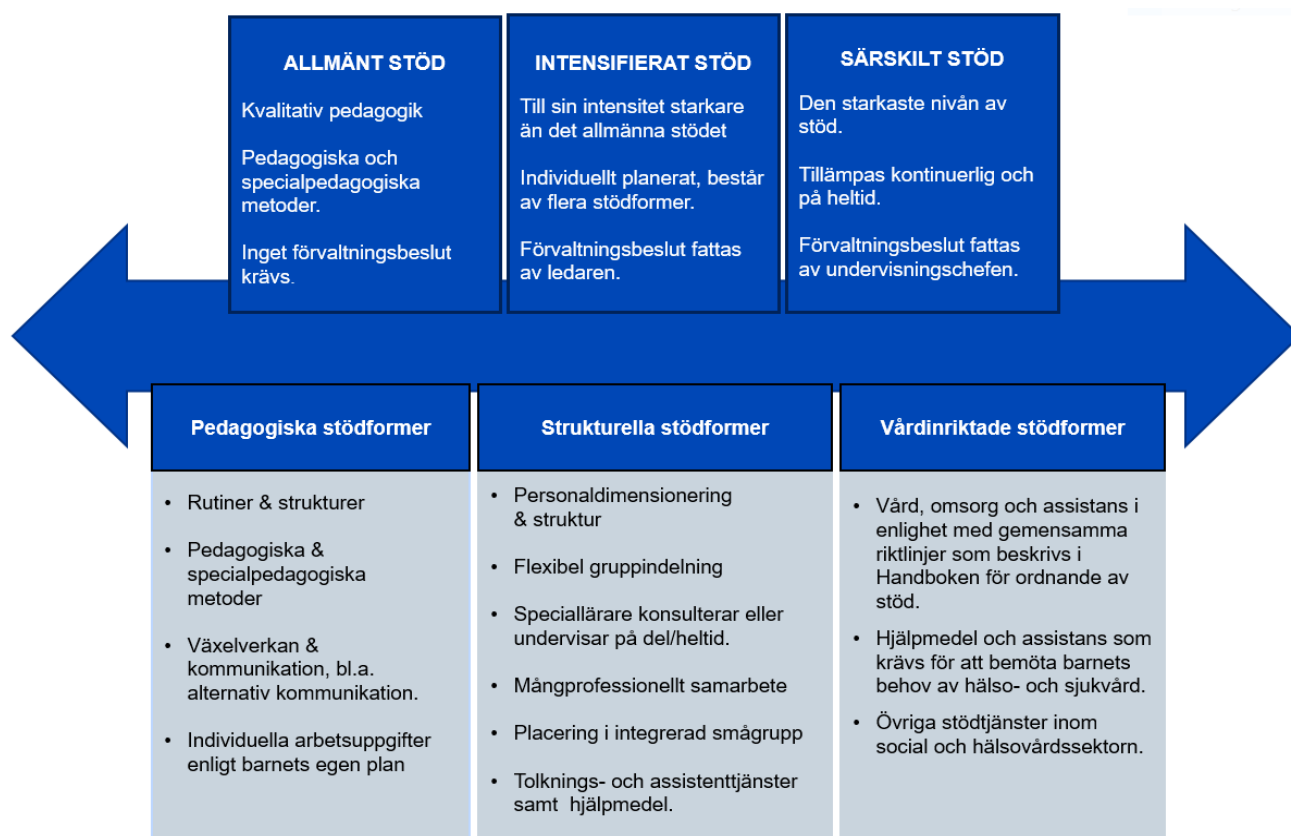 ALLMÄNT STÖD
Kvalitativ pedagogik
Pedagogiska och
specialpedagogiska
metoder.
Inget förvaltningsbeslut
krävs.
INTENSIFIERAT STÖD
Till sin intensitet starkare
än det allmänna stödet
Individuellt planerat, består
av flera stödformer.
Förvaltningsbeslut fattas
av ledaren.
SÄRSKILT STÖD
Den starkaste nivån av
stöd.
Tillämpas kontinuerlig och
på heltid.
Förvaltningsbeslut fattas
av undervisningschefen.
Pedagogiska stödformer
• Rutiner & strukturer
• Pedagogiska &
specialpedagogiska
metoder
• Växelverkan &
kommunikation, bl.a.
alternativ kommunikation.
• Individuella arbetsuppgifter
enligt barnets egen plan
Strukturella stödformer
• Personaldimensionering
& struktur
• Flexibel gruppindelning
• Speciallärare konsulterar eller
undervisar på del/heltid.
• Mångprofessionellt samarbete
• Placering i integrerad smågrupp
• Tolknings- och assistenttjänster
samt hjälpmedel.
Vårdinriktade stödformer
• Vård, omsorg och assistans i
enlighet med gemensamma
riktlinjer som beskrivs i
Handboken för ordnande av
stöd.
• Hjälpmedel och assistans som
krävs för att bemöta barnets
behov av hälso- och sjukvård.
• Övriga stödtjänster inom
social och hälsovårdssektorn.